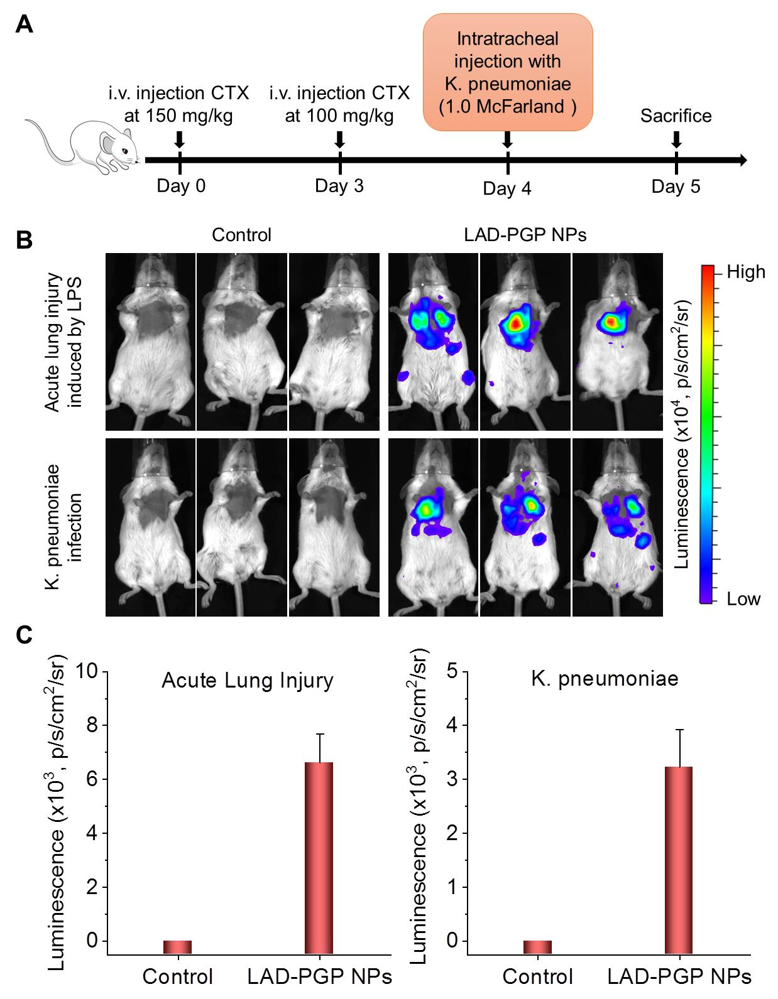 A
i.v. injection CTX
at 150 mg/kg
i.v. injection CTX
at 100 mg/kg
Intratracheal
injection with
K. pneumoniae
(1.0 McFarland )
Sacrifice
Day 0
Day 3
Day 4
Day 5
B
Control
LAD-PGP NPs
Acute lung injury
induced by LPS
K. pneumoniae
infection
High
Luminescence (x10⁴, p/s/cm²/sr)
Low
C
Acute Lung Injury
Luminescence (x10³, p/s/cm²/sr)
10
8
6
4
2
0
Control
LAD-PGP NPs
K. pneumoniae
Luminescence (x10³, p/s/cm²/sr)
5
4
3
2
1
0
Control
LAD-PGP NPs